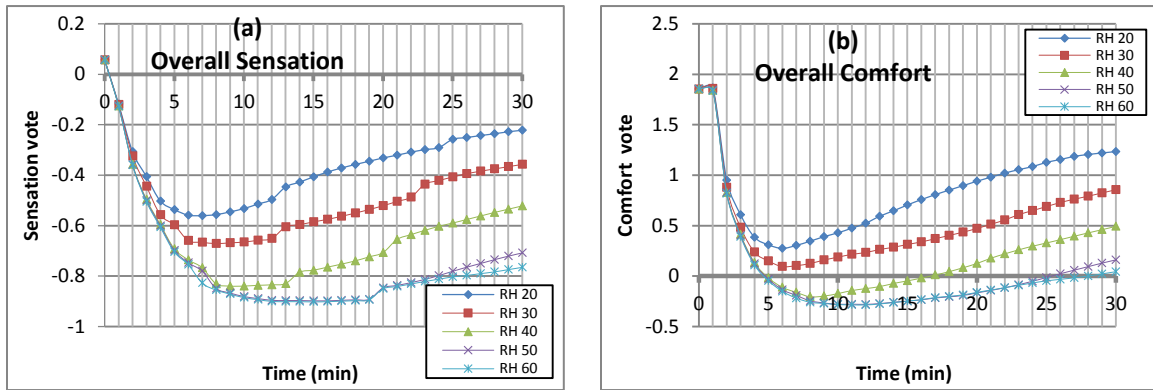 (a)
Overall Sensation
0.2
0
-0.2
-0.4
-0.6
-0.8
-1
0 5 10 15 20 25 30
Sensation vote
Time (min)
RH 20
RH 30
RH 40
RH 50
RH 60
(b)
Overall Comfort
2.5
2
1.5
1
0.5
0
-0.5
0 5 10 15 20 25 30
Comfort vote
Time (min)
RH 20
RH 30
RH 40
RH 50
RH 60